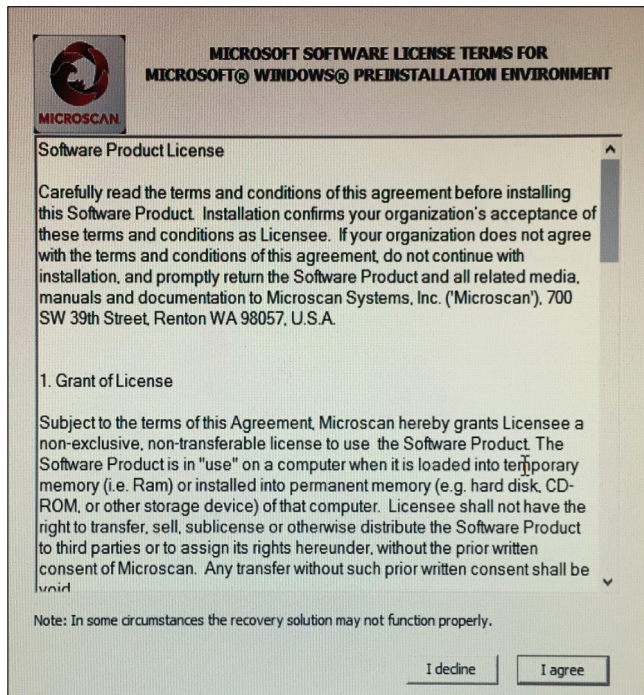 MICROSCAN
MICROSOFT SOFTWARE LICENSE TERMS FOR
MICROSOFT® WINDOWS® PREINSTALLATION ENVIRONMENT
Software Product License
Carefully read the terms and conditions of this agreement before installing
this Software Product. Installation confirms your organization's acceptance of
these terms and conditions as Licensee. If your organization does not agree
with the terms and conditions of this agreement, do not continue with
installation, and promptly return the Software Product and all related media,
manuals and documentation to Microscan Systems, Inc. ('Microscan'), 700
SW 39th Street, Renton WA 98057, U.S.A.
1. Grant of License
Subject to the terms of this Agreement, Microscan hereby grants Licensee a
non-exclusive, non-transferable license to use the Software Product. The
Software Product is in "use" on a computer when it is loaded into temporary
memory (i.e. Ram) or installed into permanent memory (e.g. hard disk, CD-
ROM, or other storage device) of that computer. Licensee shall not have the
right to transfer, sell, sublicense or otherwise distribute the Software Product
to third parties or to assign its rights hereunder, without the prior written
consent of Microscan. Any transfer without such prior written consent shall be
void
Note: In some circumstances the recovery solution may not function properly.
I decline
I agree